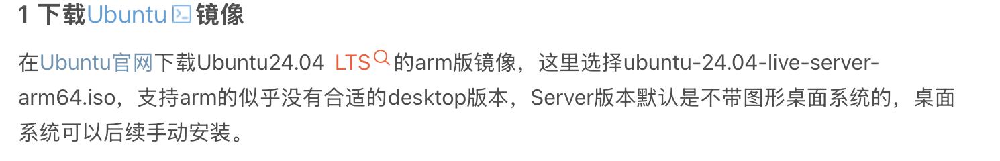 1 下载Ubuntu镜像
在Ubuntu官网下载Ubuntu24.04 LTS的arm版镜像，这里选择ubuntu-24.04-live-server-
arm64.iso，支持arm的似乎没有合适的desktop版本，Server版本默认是不带图形桌面系统的，桌面
系统可以后续手动安装。